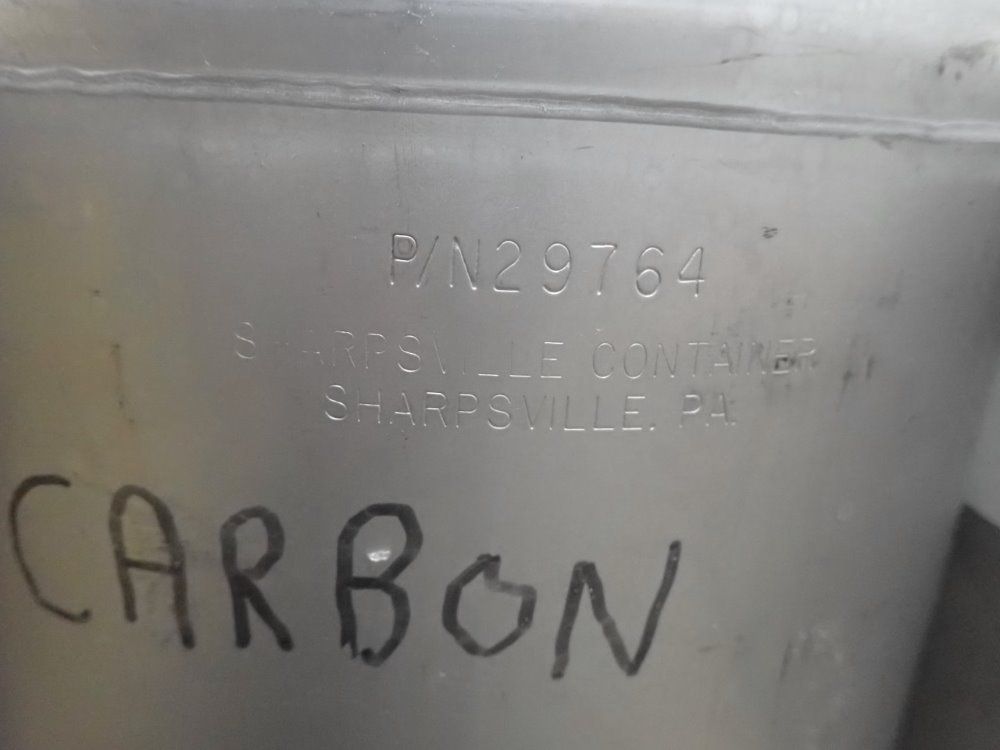 P/N29764
SHARPSVILLE CONTAINER
SHARPSVILLE, PA.
CARBON